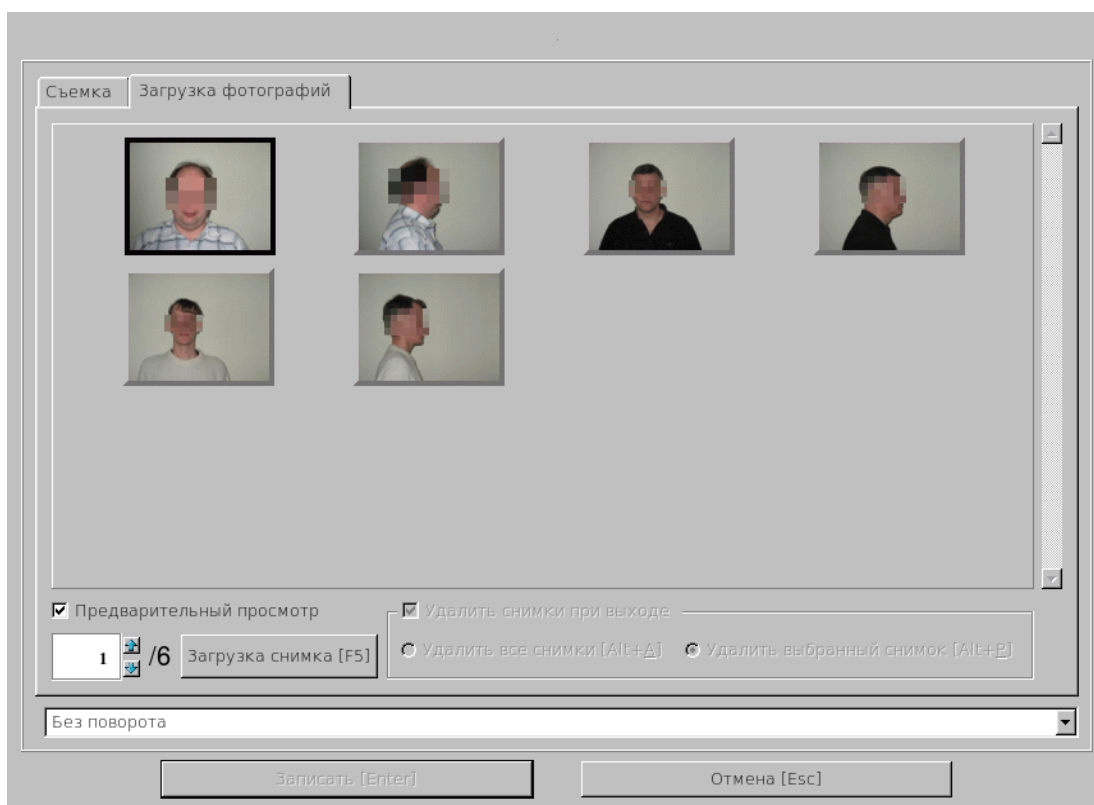 Съемка
Загрузка фотографий
Предварительный просмотр
Удалить снимки при выходе
1 /6
Загрузка снимка [F5]
Удалить все снимки [Alt+A]
Удалить выбранный снимок [Alt+P]
Без поворота
Записать [Enter]
Отмена [Esc]